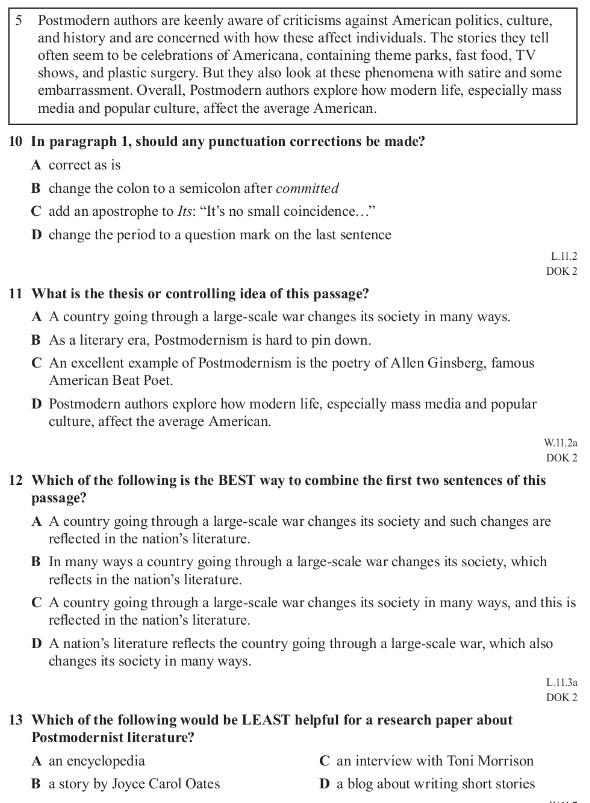 5 Postmodern authors are keenly aware of criticisms against American politics, culture,
and history and are concerned with how these affect individuals. The stories they tell
often seem to be celebrations of Americana, containing theme parks, fast food, TV
shows, and plastic surgery. But they also look at these phenomena with satire and some
embarrassment. Overall, Postmodern authors explore how modern life, especially mass
media and popular culture, affect the average American.
10 In paragraph 1, should any punctuation corrections be made?
A correct as is
B change the colon to a semicolon after committed
C add an apostrophe to Its: “It’s no small coincidence…”
D change the period to a question mark on the last sentence
L.11.2
DOK 2
11 What is the thesis or controlling idea of this passage?
A A country going through a large-scale war changes its society in many ways.
B As a literary era, Postmodernism is hard to pin down.
C An excellent example of Postmodernism is the poetry of Allen Ginsberg, famous
American Beat Poet.
D Postmodern authors explore how modern life, especially mass media and popular
culture, affect the average American.
W.11.2a
DOK 2
12 Which of the following is the BEST way to combine the first two sentences of this
passage?
A A country going through a large-scale war changes its society and such changes are
reflected in the nation’s literature.
B In many ways a country going through a large-scale war changes its society, which
reflects in the nation’s literature.
C A country going through a large-scale war changes its society in many ways, and this is
reflected in the nation’s literature.
D A nation’s literature reflects the country going through a large-scale war, which also
changes its society in many ways.
L.11.3a
DOK 2
13 Which of the following would be LEAST helpful for a research paper about
Postmodernist literature?
A an encyclopedia
C an interview with Toni Morrison
B a story by Joyce Carol Oates
D a blog about writing short stories